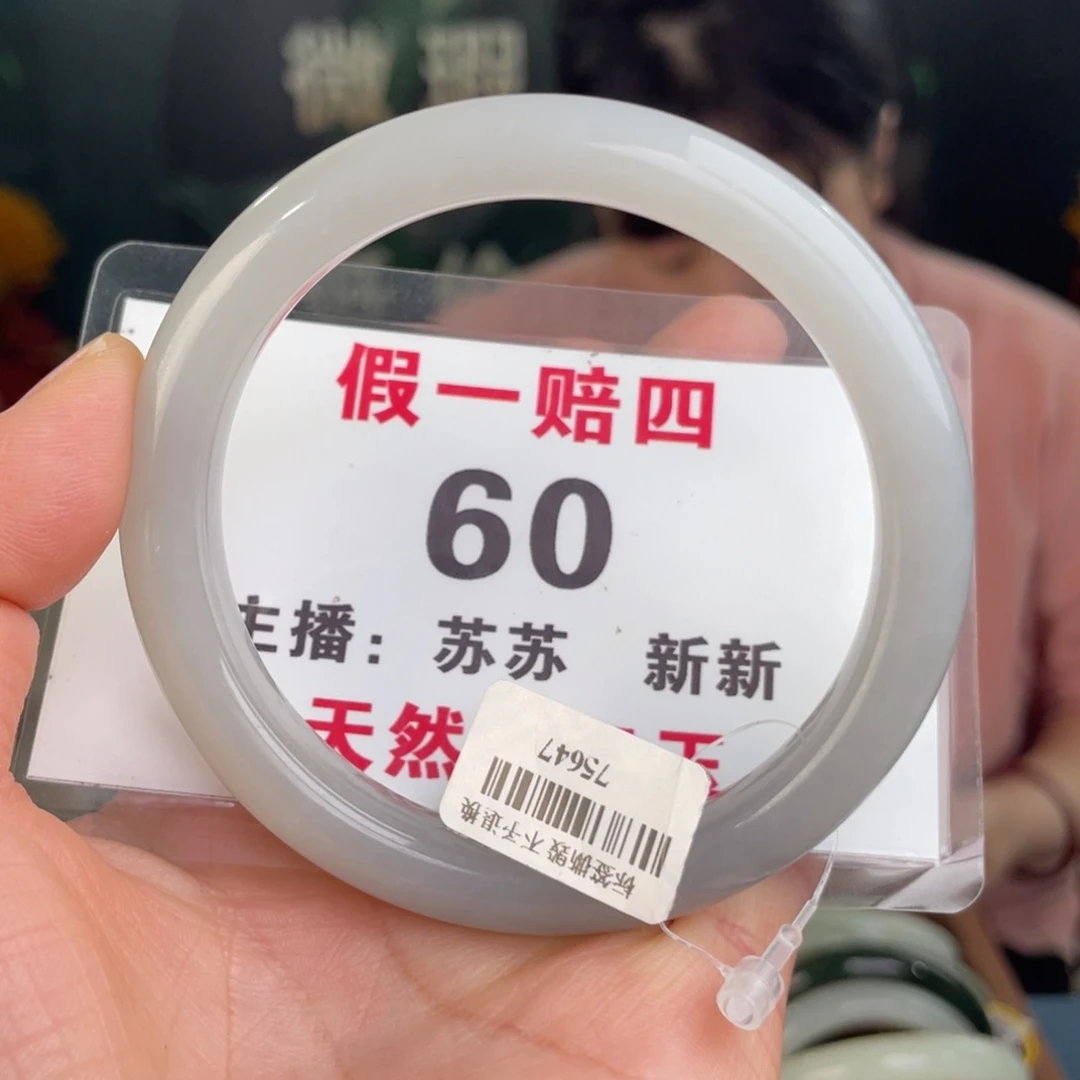 假一赔四
60
主播: 苏苏 新新
天然
75647
标签撕毁 不予退换